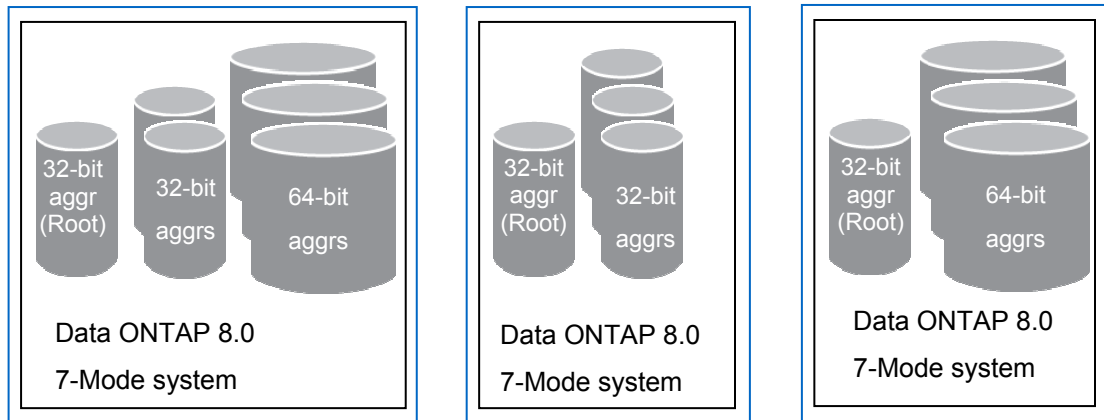 32-bit
aggr
(Root)
32-bit
aggrs
64-bit
aggrs
Data ONTAP 8.0
7-Mode system
32-bit
aggr
(Root)
32-bit
aggrs
Data ONTAP 8.0
7-Mode system
32-bit
aggr
(Root)
64-bit
aggrs
Data ONTAP 8.0
7-Mode system